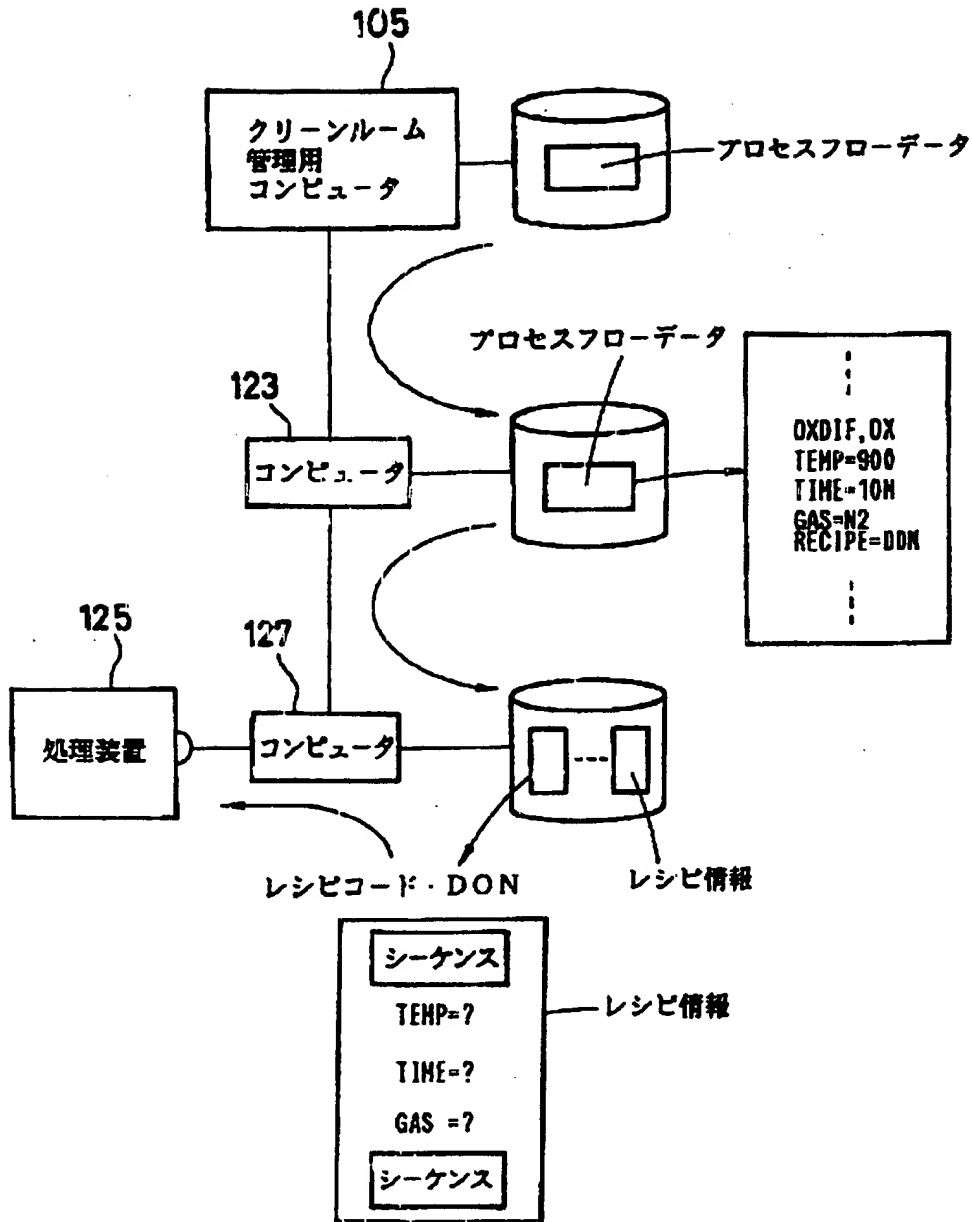 105
クリーンルーム
管理用
コンピュータ
プロセスフローデータ
プロセスフローデータ
123
コンピュータ
OXDIF,OX
TEMP=900
TIME=10M
GAS=N2
RECIPE=DDN
125
処理装置
127
コンピュータ
レシピコード・DON
レシピ情報
シーケンス
TEMP=?
TIME=?
GAS =?
シーケンス
レシピ情報